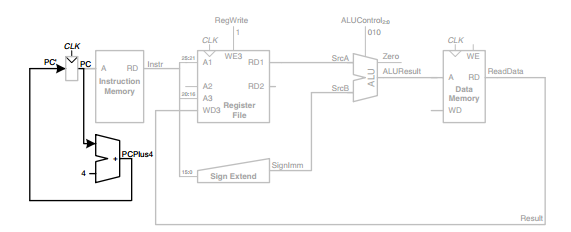 RegWrite
1
ALUControl2:0
010
CLK
PC'
PC
A
RD
Instruction
Memory
Instr
25:21
20:16
15:0
CLK
WE3
A1
RD1
A2
RD2
A3
WD3
Register
File
SrcA
SrcB
ALU
Zero
ALUResult
CLK
WE
A
RD
Data
Memory
WD
ReadData
4
+
PCPlus4
Sign Extend
SignImm
Result